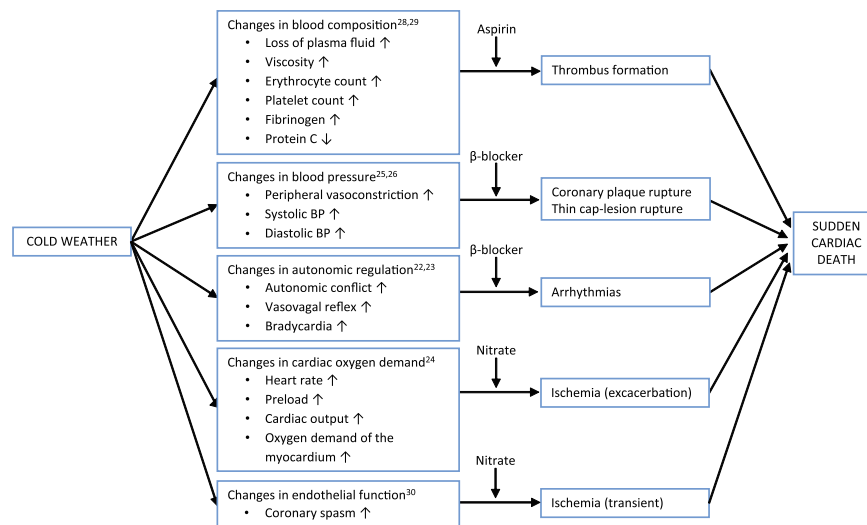 COLD WEATHER
Changes in blood composition28,29
• Loss of plasma fluid ↑
• Viscosity ↑
• Erythrocyte count ↑
• Platelet count ↑
• Fibrinogen ↑
• Protein C ↓
Aspirin
Thrombus formation
Changes in blood pressure25,26
• Peripheral vasoconstriction ↑
• Systolic BP ↑
• Diastolic BP ↑
β-blocker
Coronary plaque rupture
Thin cap-lesion rupture
Changes in autonomic regulation22,23
• Autonomic conflict ↑
• Vasovagal reflex ↑
• Bradycardia ↑
β-blocker
Arrhythmias
Changes in cardiac oxygen demand24
• Heart rate ↑
• Preload ↑
• Cardiac output ↑
• Oxygen demand of the
myocardium ↑
Nitrate
Ischemia (excacerbation)
Changes in endothelial function30
• Coronary spasm ↑
Nitrate
Ischemia (transient)
SUDDEN
CARDIAC
DEATH